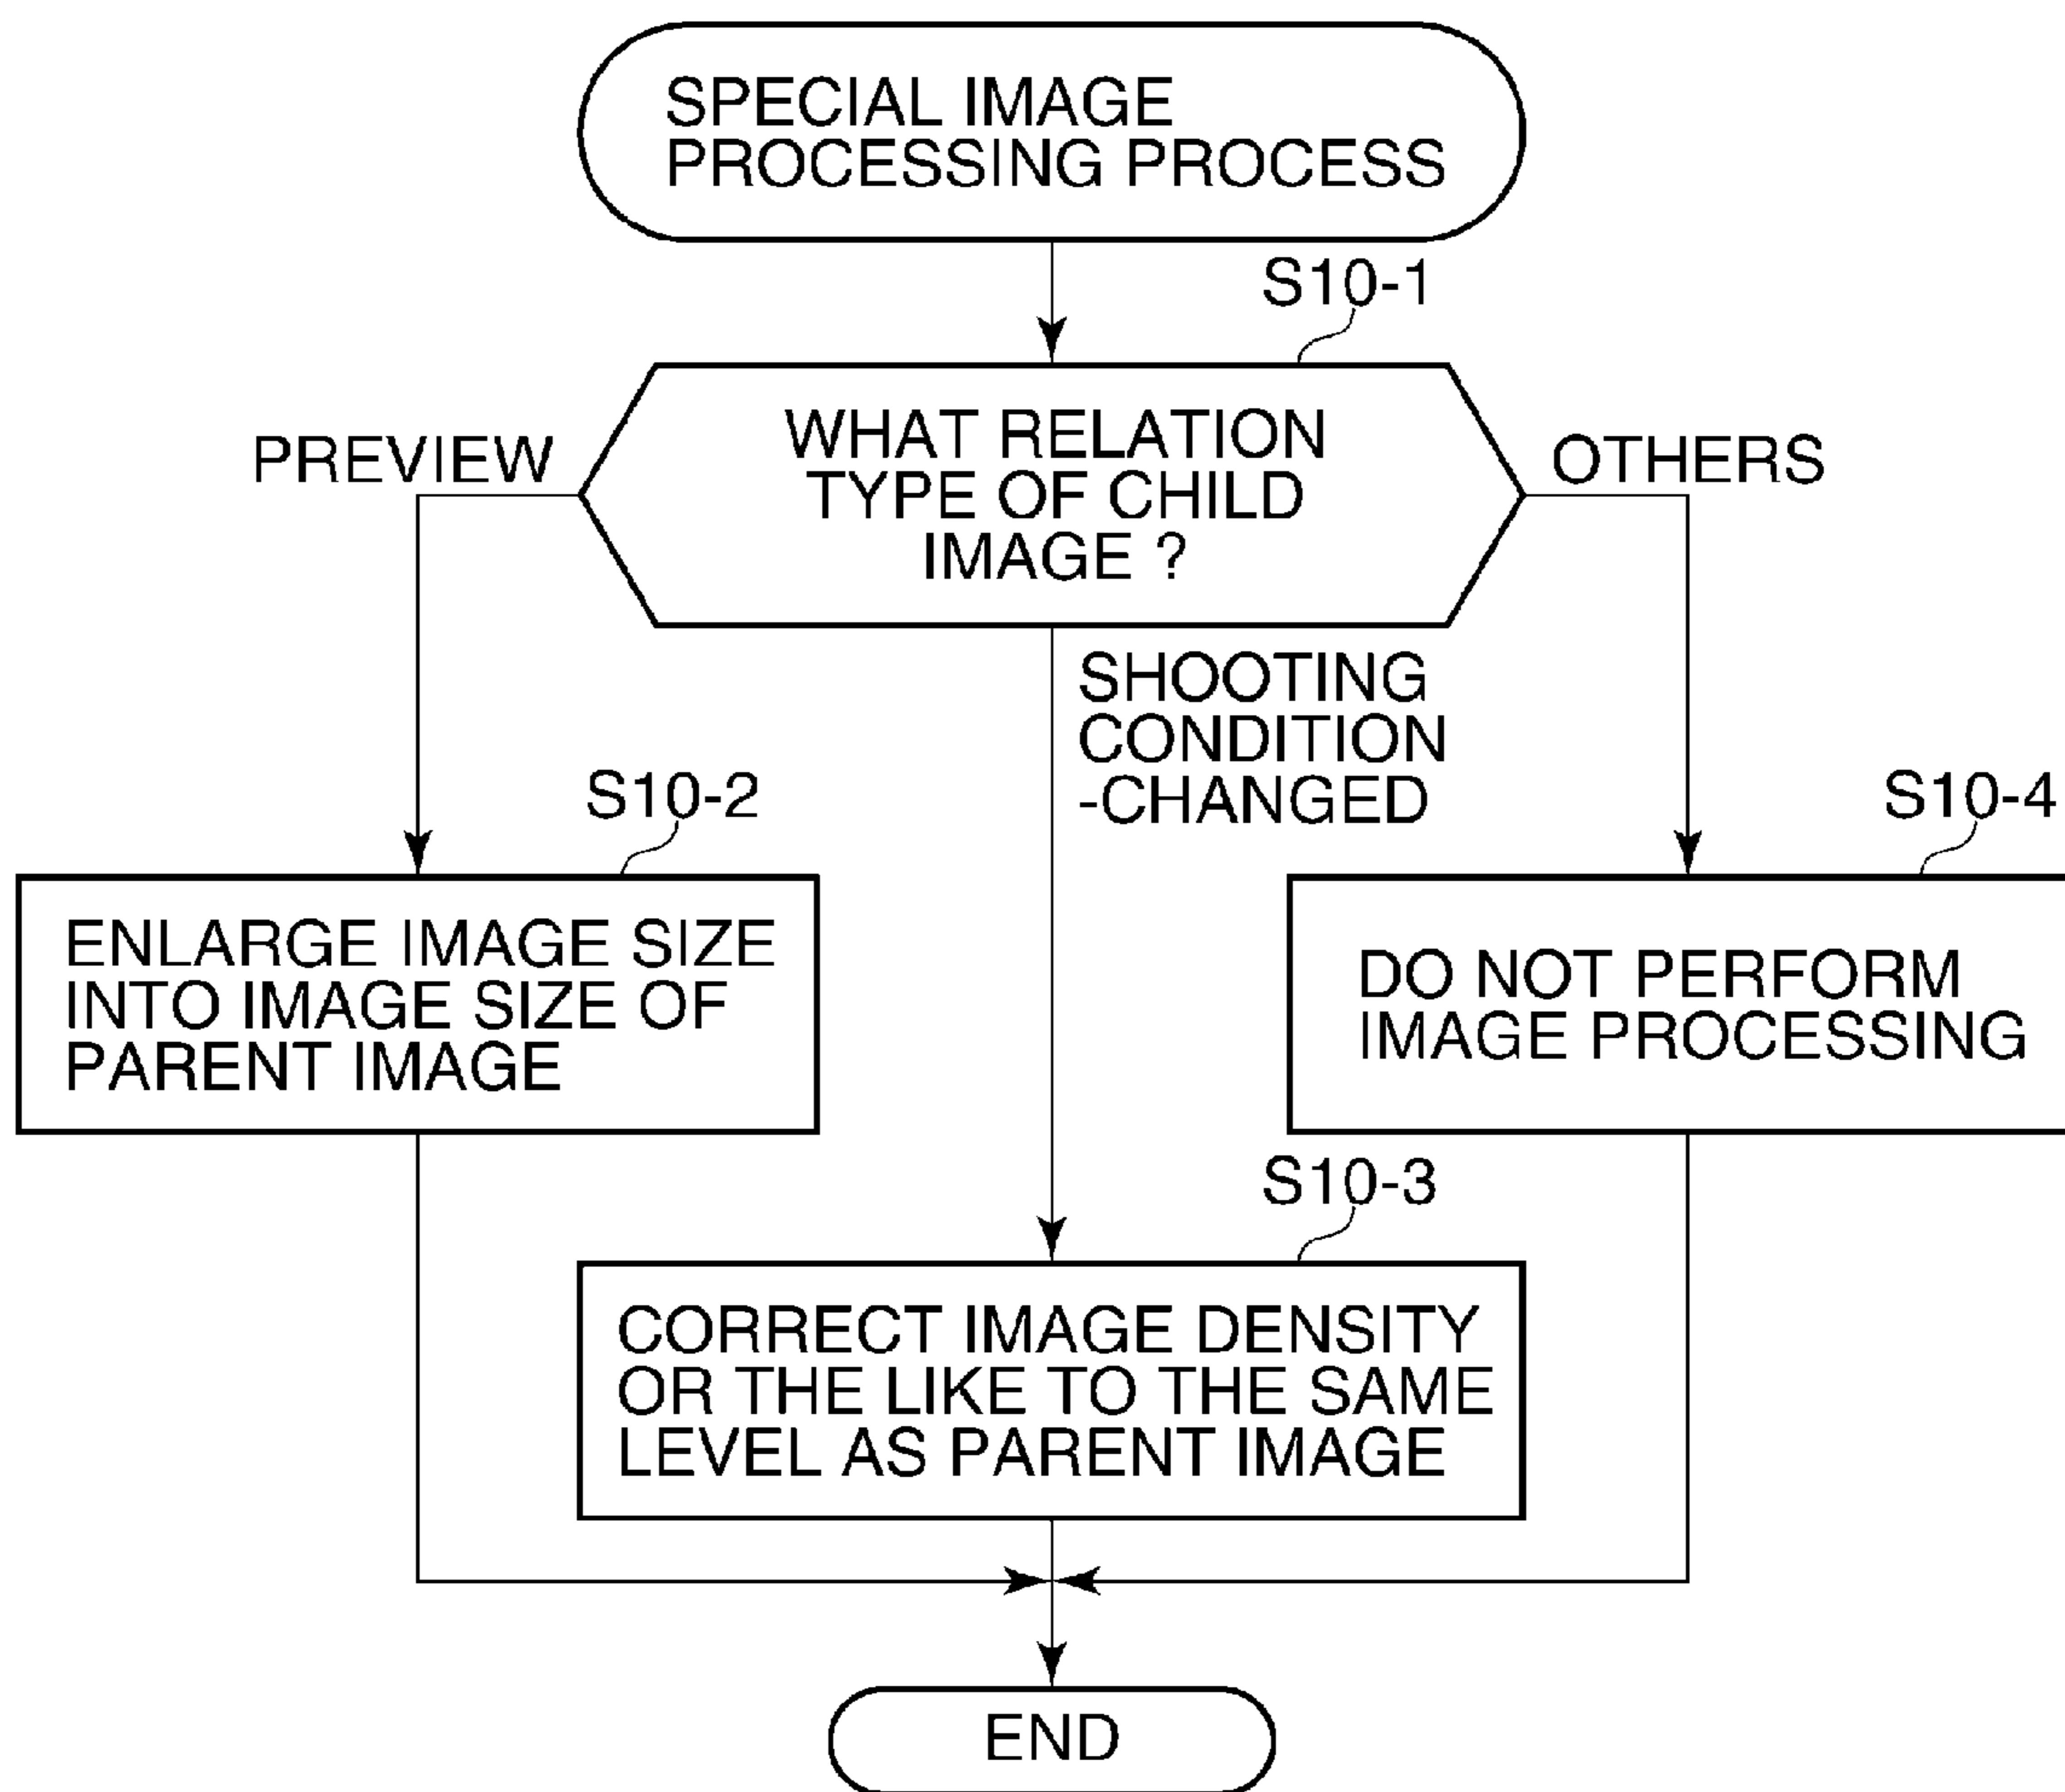 SPECIAL IMAGE
PROCESSING PROCESS
S10-1
WHAT RELATION
TYPE OF CHILD
IMAGE ?
PREVIEW
OTHERS
SHOOTING
CONDITION
-CHANGED
S10-2
ENLARGE IMAGE SIZE
INTO IMAGE SIZE OF
PARENT IMAGE
S10-4
DO NOT PERFORM
IMAGE PROCESSING
S10-3
CORRECT IMAGE DENSITY
OR THE LIKE TO THE SAME
LEVEL AS PARENT IMAGE
END